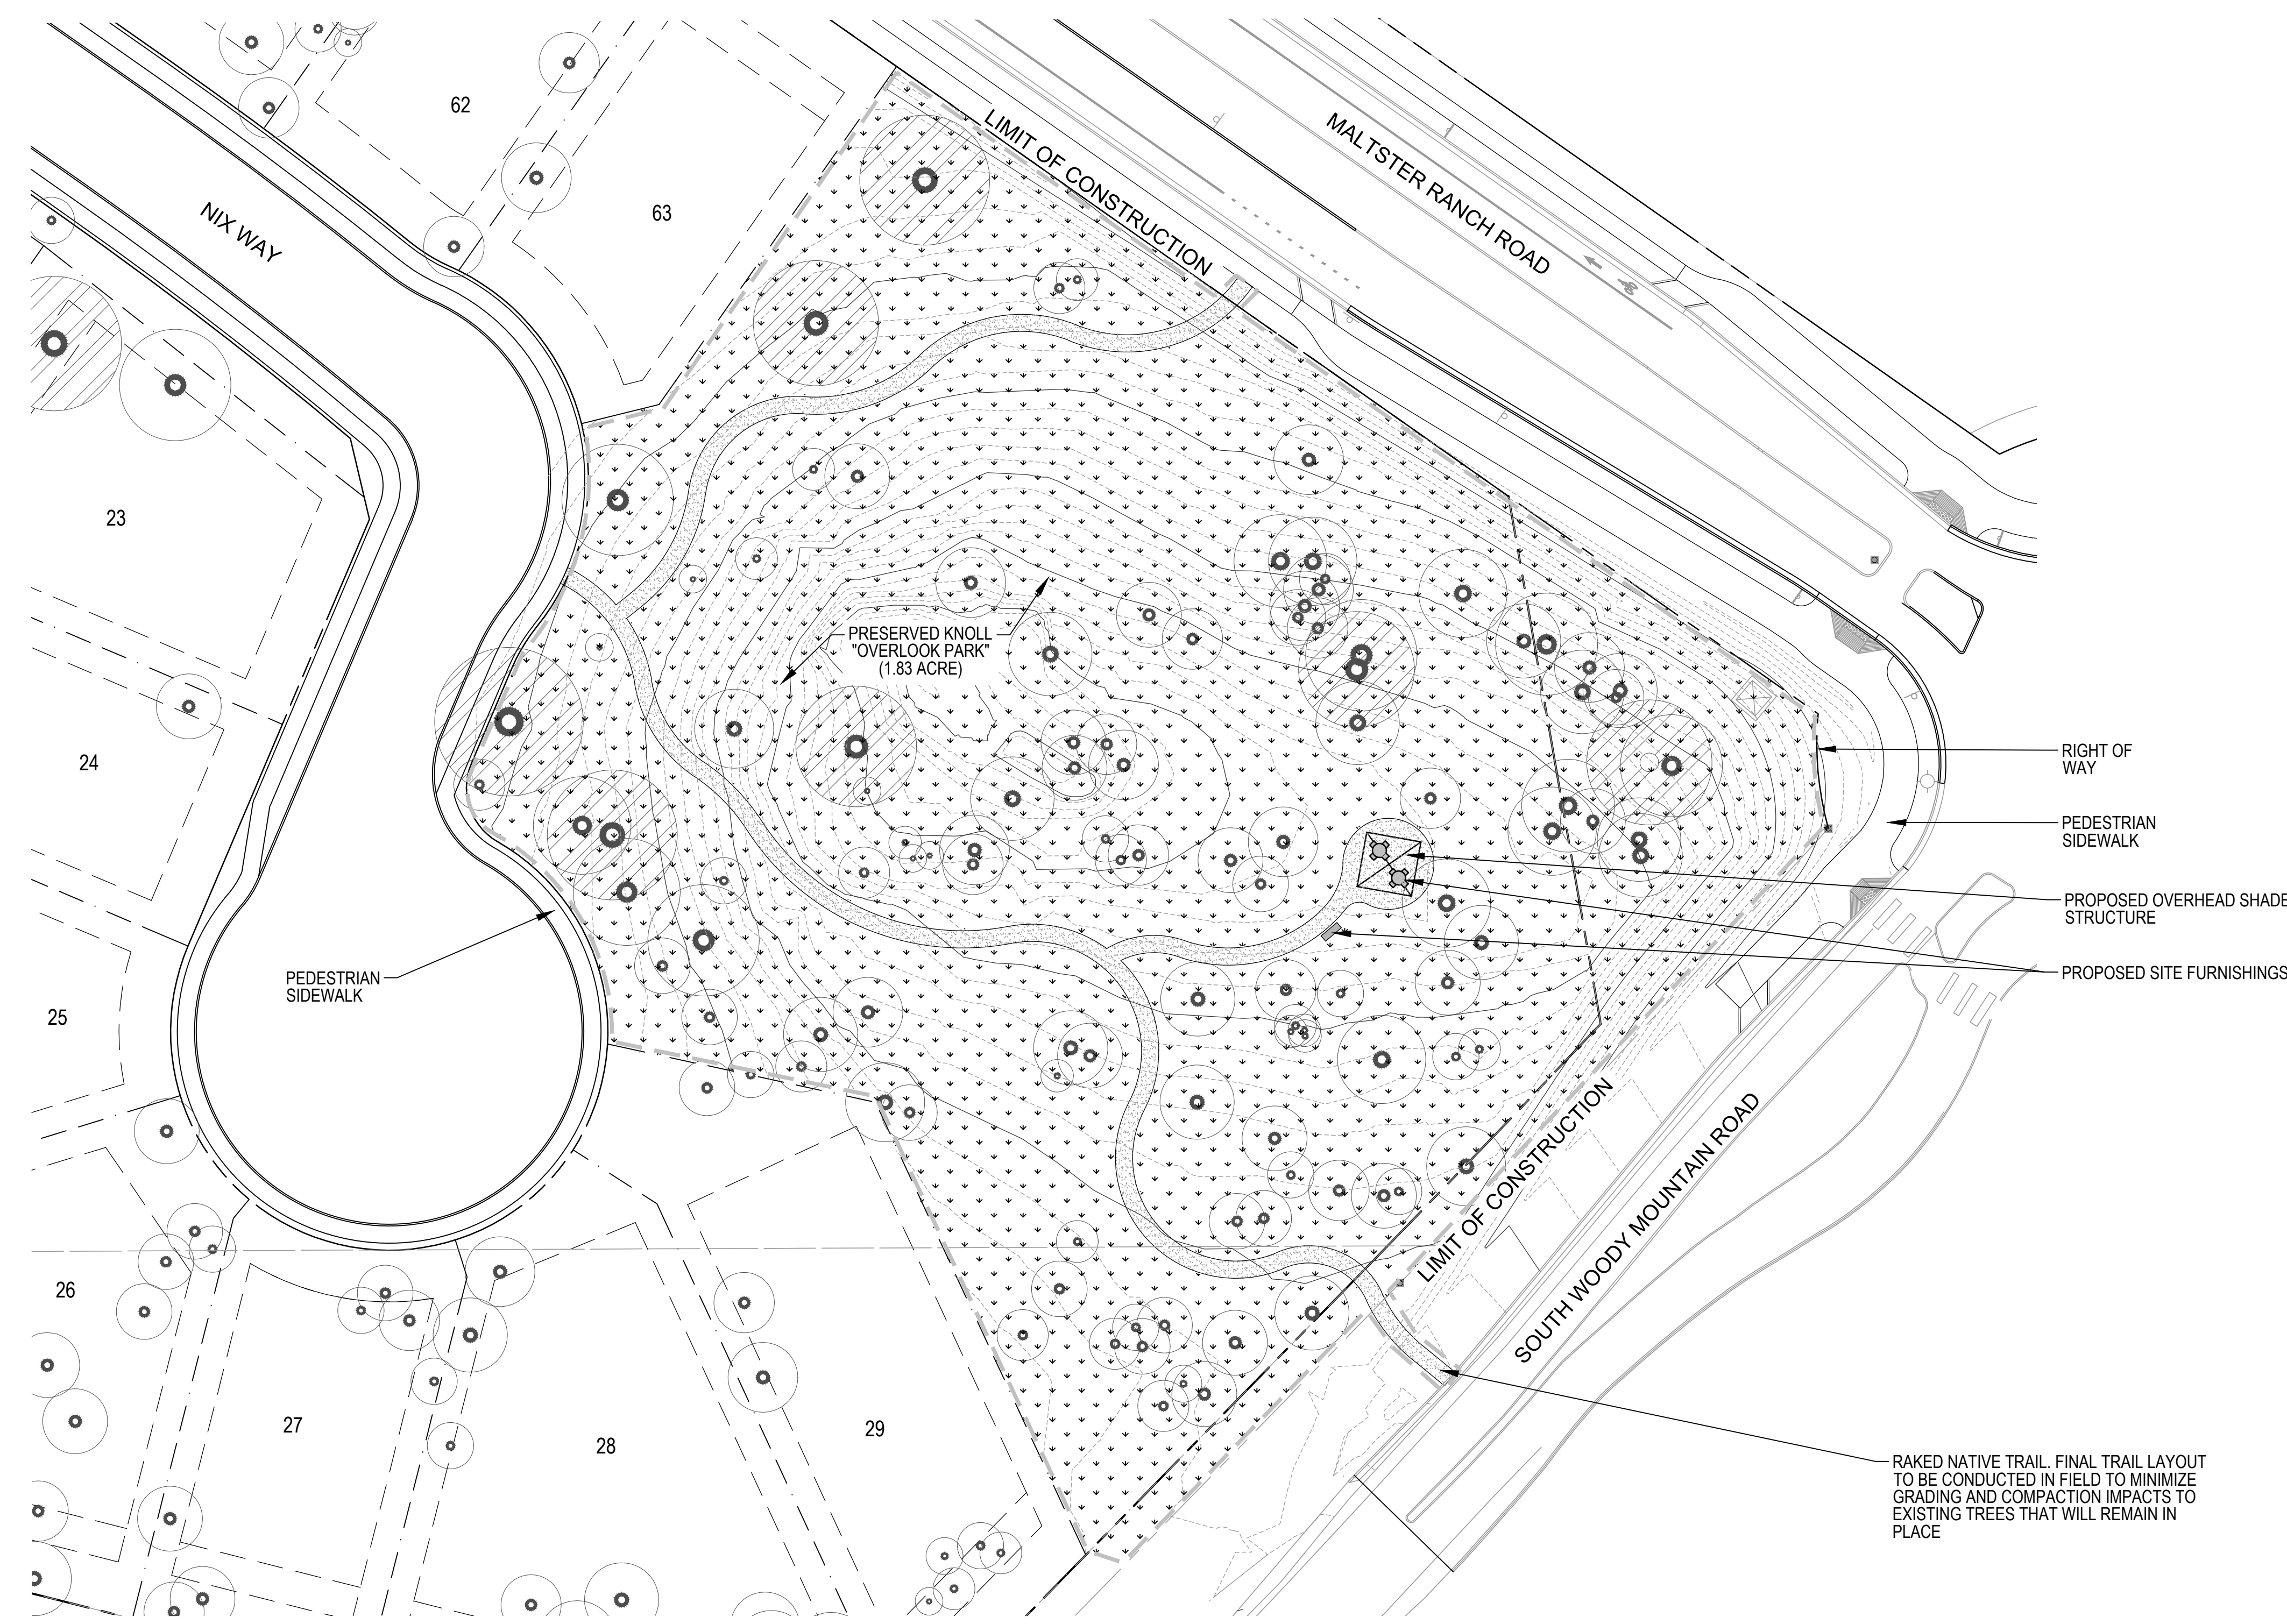 62
63
NIX WAY
LIMIT OF CONSTRUCTION
MALTSTER RANCH ROAD
23
24
25
26
27
28
29
PRESERVED KNOLL
"OVERLOOK PARK"
(1.83 ACRE)
PEDESTRIAN
SIDEWALK
RIGHT OF
WAY
PEDESTRIAN
SIDEWALK
PROPOSED OVERHEAD SHADE
STRUCTURE
PROPOSED SITE FURNISHINGS
LIMIT OF CONSTRUCTION
SOUTH WOODY MOUNTAIN ROAD
RAKED NATIVE TRAIL. FINAL TRAIL LAYOUT
TO BE CONDUCTED IN FIELD TO MINIMIZE
GRADING AND COMPACTION IMPACTS TO
EXISTING TREES THAT WILL REMAIN IN
PLACE